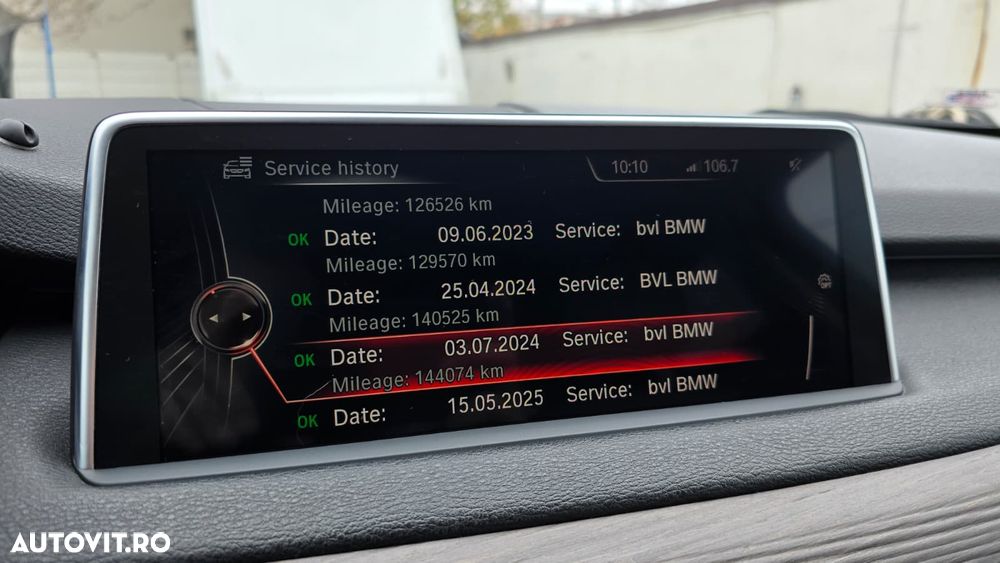 Service history 10:10 106.7
Mileage: 126526 km
OK Date: 09.06.2023 Service: bvl BMW
Mileage: 129570 km
OK Date: 25.04.2024 Service: BVL BMW
Mileage: 140525 km
OK Date: 03.07.2024 Service: bvl BMW
Mileage: 144074 km
OK Date: 15.05.2025 Service: bvl BMW
OPT
AUTOVIT.RO